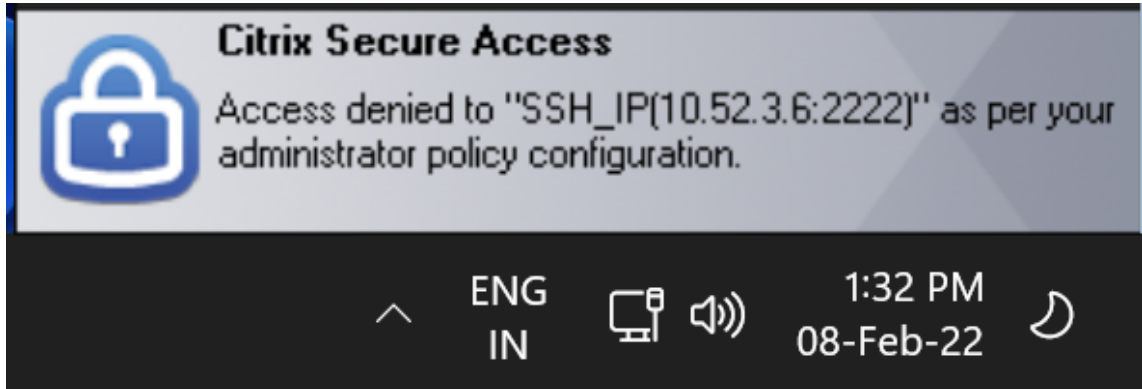 Citrix Secure Access
Access denied to "SSH_IP(10.52.3.6:2222)" as per your
administrator policy configuration.
ENG
IN
1:32 PM
08-Feb-22